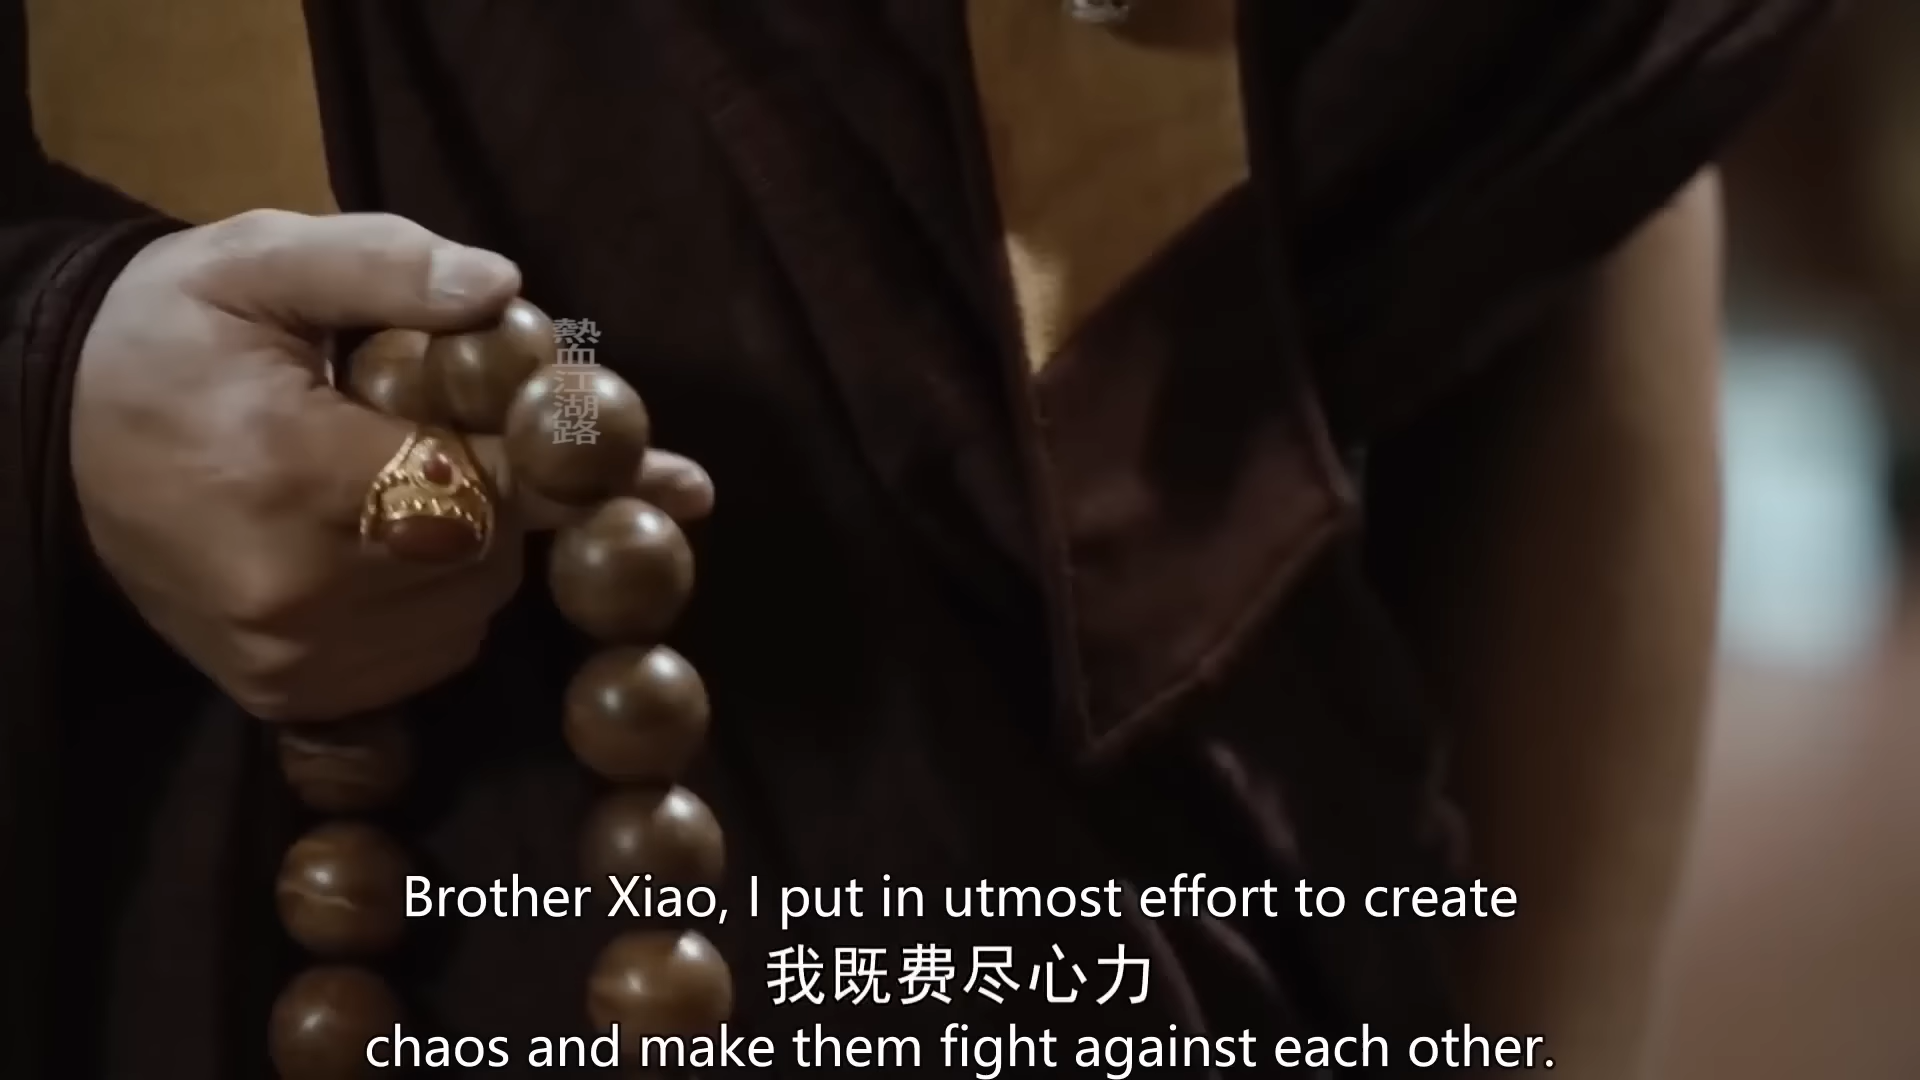 熱血江湖路
Brother Xiao, I put in utmost effort to create
我既费尽心力
chaos and make them fight against each other.